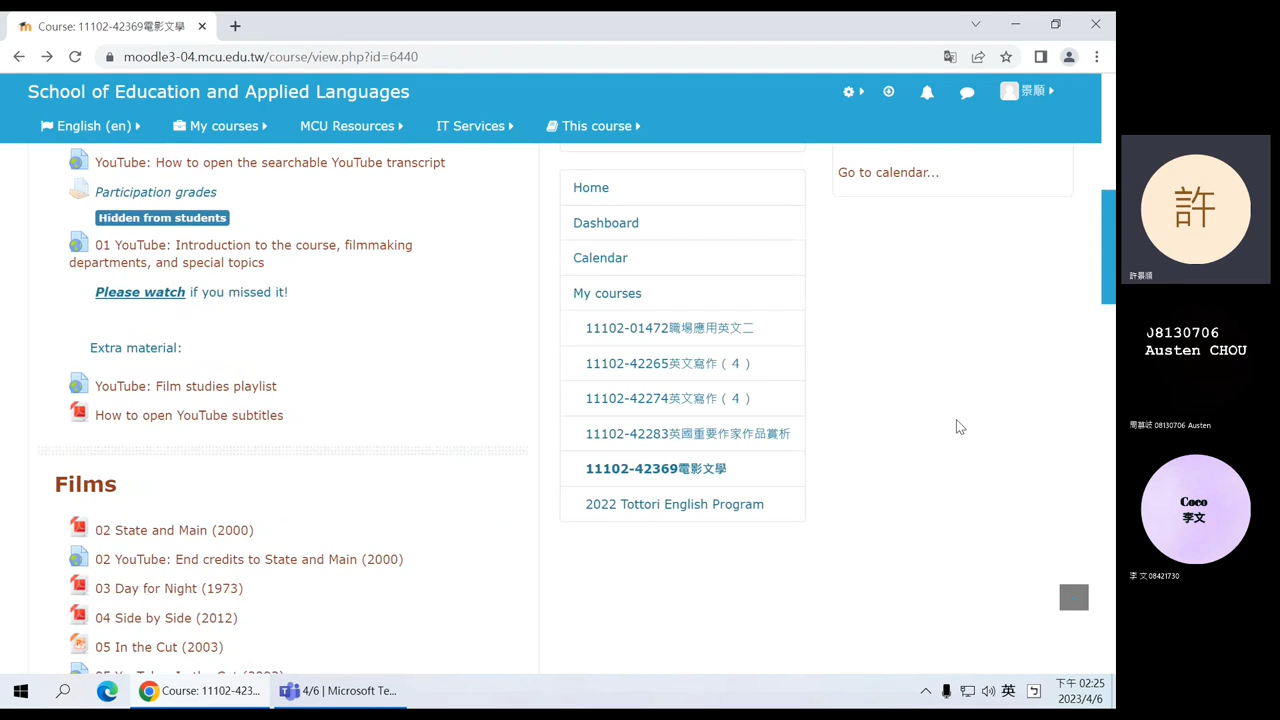 Course: 11102-42369電影文學
moodle3-04.mcu.edu.tw/course/view.php?id=6440
School of Education and Applied Languages
景順
English (en)
My courses
MCU Resources
IT Services
This course
YouTube: How to open the searchable YouTube transcript
Participation grades
Hidden from students
01 YouTube: Introduction to the course, filmmaking
departments, and special topics
Please watch if you missed it!
Extra material:
YouTube: Film studies playlist
How to open YouTube subtitles
Films
02 State and Main (2000)
02 YouTube: End credits to State and Main (2000)
03 Day for Night (1973)
04 Side by Side (2012)
05 In the Cut (2003)
Home
Dashboard
Calendar
My courses
11102-01472職場應用英文二
11102-42265英文寫作（4）
11102-42274英文寫作（4）
11102-42283英國重要作家作品賞析
11102-42369電影文學
2022 Tottori English Program
Go to calendar...
許
許景順
08130706
Austen CHOU
周慕岐 08130706 Austen
Coco
李文
李 文 08421730
Course: 11102-423...
4/6 | Microsoft Te...
英
下午 02:25
2023/4/6